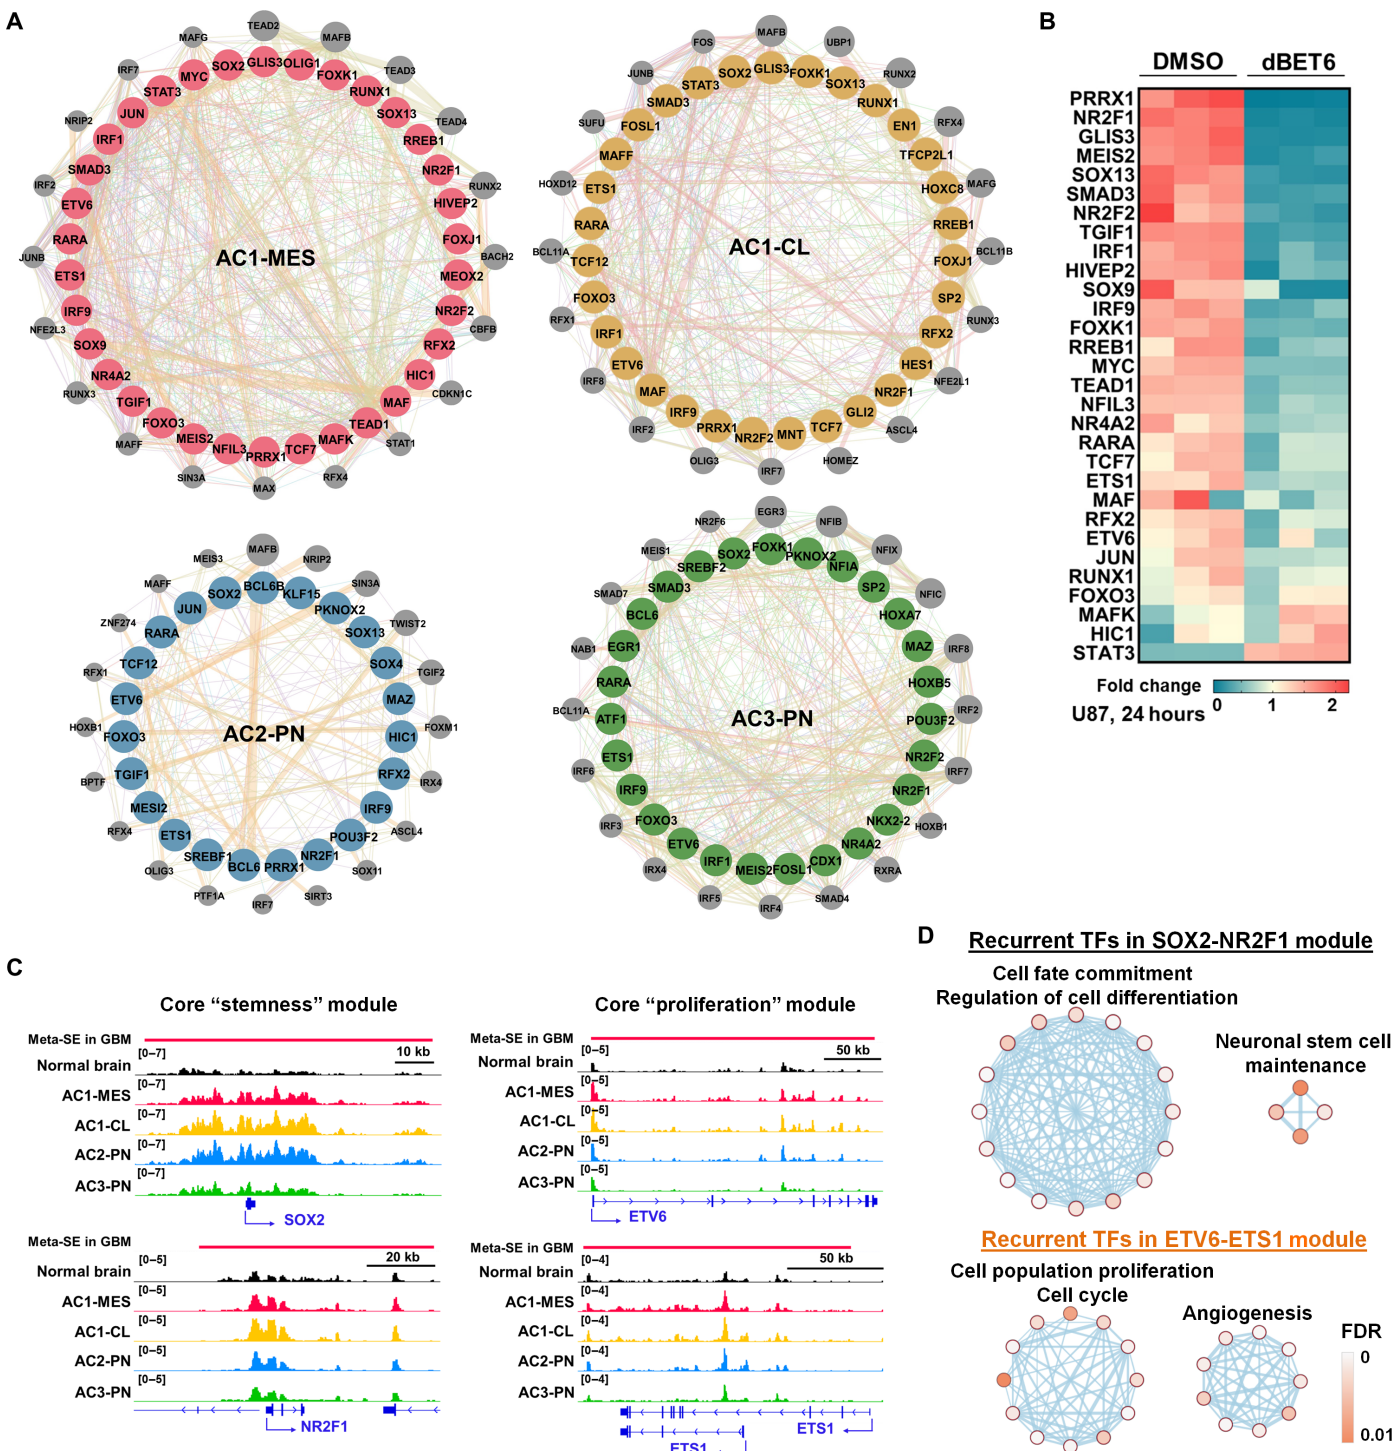 A
TEAD2
MAFG
MAFB
IRF7
TEAD3
NRIP2
TEAD4
IRF2
RUNX2
JUNB
BACH2
NFE2L3
CBFB
RUNX3
CDKN1C
MAFF
STAT1
SIN3A
RFX4
MAX
GLIS3
OLIG1
SOX2
FOXK1
MYC
RUNX1
STAT3
SOX13
JUN
RREB1
IRF1
NR2F1
SMAD3
HIVEP2
ETV6
FOXJ1
RARA
MEOX2
ETS1
NR2F2
IRF9
RFX2
SOX9
HIC1
NR4A2
MAF
TGIF1
TEAD1
FOXO3
MAFK
MEIS2
TCF7
NFIL3
PRRX1
AC1-MES
MAFB
FOS
UBP1
JUNB
RUNX2
SUFU
RFX4
HOXD12
MAFG
BCL11A
BCL11B
RFX1
RUNX3
IRF8
NFE2L1
IRF2
ASCL4
OLIG3
HOMEZ
IRF7
GLIS3
SOX2
FOXK1
STAT3
SOX13
SMAD3
RUNX1
FOSL1
EN1
MAFF
TFCP2L1
ETS1
HOXC8
RARA
RREB1
TCF12
FOXJ1
FOXO3
SP2
IRF1
RFX2
ETV6
HES1
MAF
NR2F1
IRF9
GLI2
PRRX1
TCF7
NR2F2
MNT
AC1-CL
MAFB
MEIS3
NRIP2
MAFF
SIN3A
ZNF274
TWIST2
RFX1
TGIF2
HOXB1
FOXM1
BPTF
IRX4
RFX4
ASCL4
OLIG3
SOX11
PTF1A
SIRT3
IRF7
BCL6B
SOX2
KLF15
JUN
PKNOX2
RARA
SOX13
TCF12
SOX4
ETV6
MAZ
FOXO3
HIC1
TGIF1
RFX2
MESI2
IRF9
ETS1
POU3F2
SREBF1
NR2F1
BCL6
PRRX1
AC2-PN
EGR3
NR2F6
NFIB
MEIS1
NFIX
SMAD7
NFIC
NAB1
IRF8
BCL11A
IRF2
IRF6
IRF7
IRF3
HOXB1
IRX4
RXRA
IRF5
SMAD4
IRF4
FOXK1
SOX2
PKNOX2
SREBF2
NFIA
SMAD3
SP2
BCL6
HOXA7
EGR1
MAZ
RARA
HOXB5
ATF1
POU3F2
ETS1
NR2F2
IRF9
NR2F1
FOXO3
NKX2-2
ETV6
NR4A2
IRF1
CDX1
MEIS2
FOSL1
AC3-PN
B
DMSO dBET6
PRRX1
NR2F1
GLIS3
MEIS2
SOX13
SMAD3
NR2F2
TGIF1
IRF1
HIVEP2
SOX9
IRF9
FOXK1
RREB1
MYC
TEAD1
NFIL3
NR4A2
RARA
TCF7
ETS1
MAF
RFX2
ETV6
JUN
RUNX1
FOXO3
MAFK
HIC1
STAT3
Fold change
0 1 2
U87, 24 hours
C
Core “stemness” module
Meta-SE in GBM
[0–7]
10 kb
Normal brain
[0–7]
AC1-MES
[0–7]
AC1-CL
[0–7]
AC2-PN
[0–7]
AC3-PN
SOX2
Meta-SE in GBM
[0–5]
20 kb
Normal brain
[0–5]
AC1-MES
[0–5]
AC1-CL
[0–5]
AC2-PN
[0–5]
AC3-PN
NR2F1
Core “proliferation” module
Meta-SE in GBM
[0–5]
50 kb
Normal brain
[0–5]
AC1-MES
[0–5]
AC1-CL
[0–5]
AC2-PN
[0–5]
AC3-PN
ETV6
Meta-SE in GBM
[0–4]
50 kb
Normal brain
[0–4]
AC1-MES
[0–4]
AC1-CL
[0–4]
AC2-PN
[0–4]
AC3-PN
ETS1
ETS1
D
Recurrent TFs in SOX2-NR2F1 module
Cell fate commitment
Regulation of cell differentiation
Neuronal stem cell
maintenance
Recurrent TFs in ETV6-ETS1 module
Cell population proliferation
Cell cycle
Angiogenesis
FDR
0
0.01